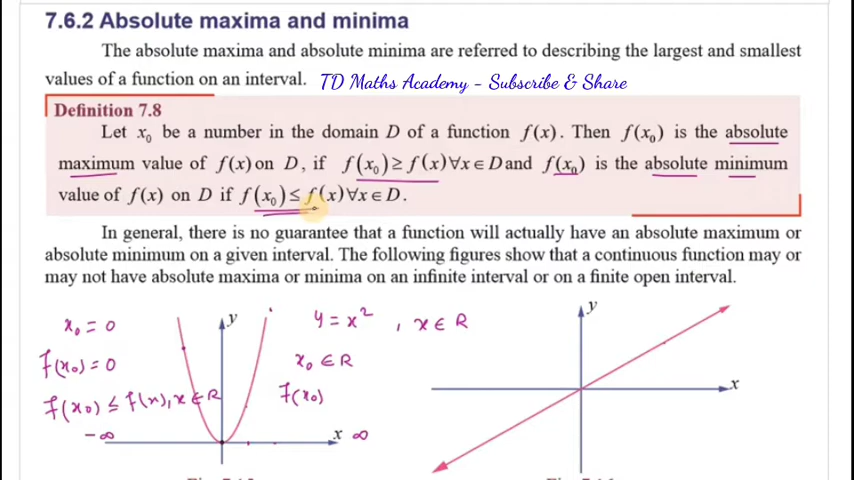 7.6.2 Absolute maxima and minima
The absolute maxima and absolute minima are referred to describing the largest and smallest
values of a function on an interval. TD Maths Academy - Subscribe & Share
Definition 7.8
Let x₀ be a number in the domain D of a function f(x). Then f(x₀) is the absolute
maximum value of f(x) on D, if f(x₀) ≥ f(x)∀x ∈ D and f(x₀) is the absolute minimum
value of f(x) on D if f(x₀) ≤ f(x)∀x ∈ D.
In general, there is no guarantee that a function will actually have an absolute maximum or
absolute minimum on a given interval. The following figures show that a continuous function may or
may not have absolute maxima or minima on an infinite interval or on a finite open interval.
x₀ = 0
f(x₀) = 0
f(x₀) ≤ f(x), x ∈ R
-∞
y
y = x² , x ∈ R
x₀ ∈ R
f(x₀)
x ∞
y
x